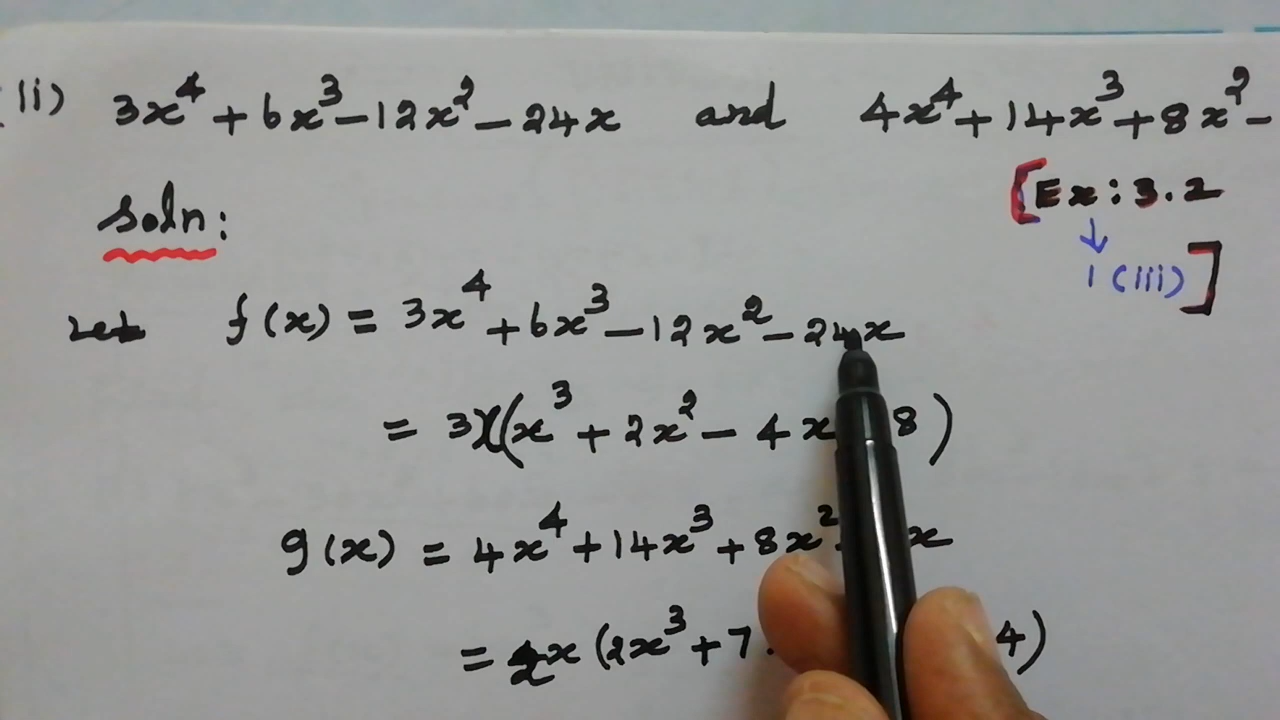 (ii) 3x⁴ + 6x³ - 12x² - 24x and 4x⁴ + 14x³ + 8x² -
[Ex: 3.2
Soln:
↓
1 (iii)]
Let f(x) = 3x⁴ + 6x³ - 12x² - 24x
= 3x(x³ + 2x² - 4x 8)
g(x) = 4x⁴ + 14x³ + 8x² x
= 2x (2x³ + 7 4)